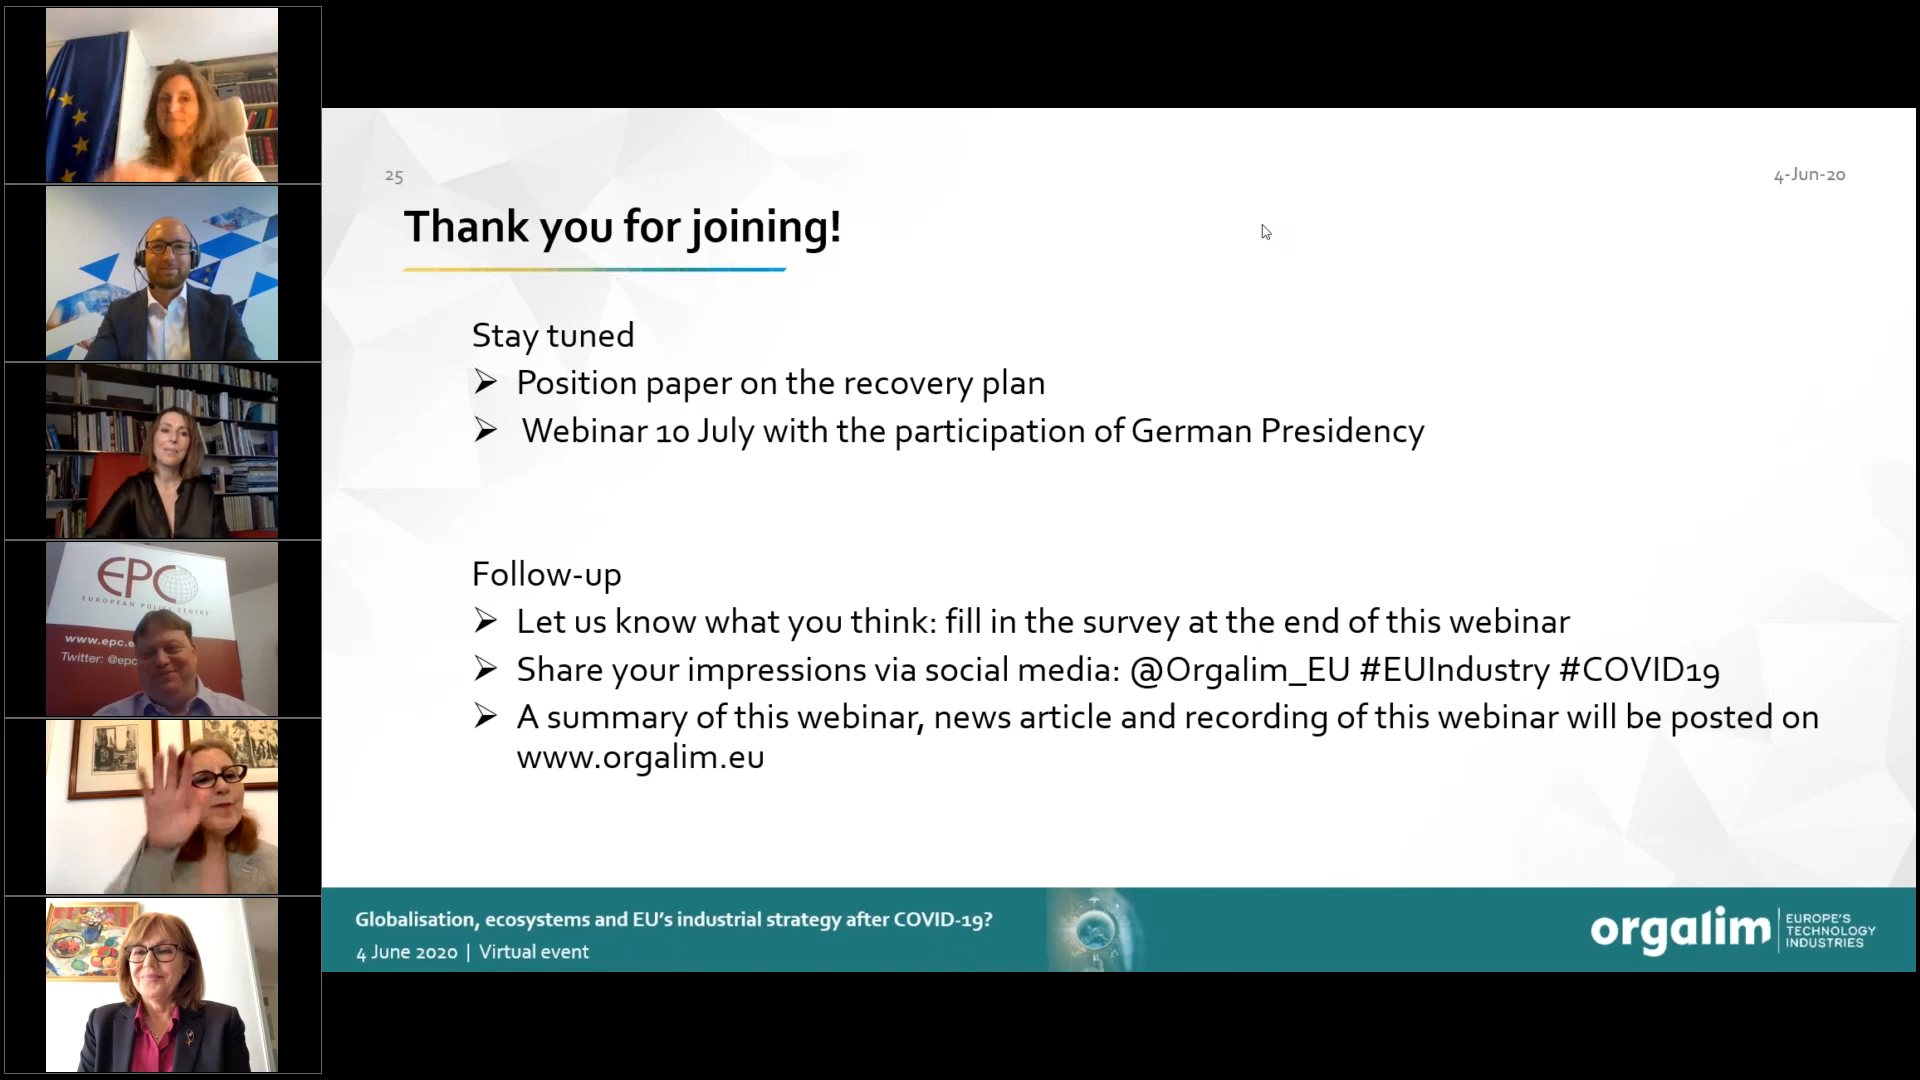 EPC
EUROPEAN POLICY CENTRE
www.epc.e
Twitter: @epc
25
4-Jun-20
Thank you for joining!
Stay tuned
➢ Position paper on the recovery plan
➢ Webinar 10 July with the participation of German Presidency
Follow-up
➢ Let us know what you think: fill in the survey at the end of this webinar
➢ Share your impressions via social media: @Orgalim_EU #EUIndustry #COVID19
➢ A summary of this webinar, news article and recording of this webinar will be posted on
www.orgalim.eu
Globalisation, ecosystems and EU's industrial strategy after COVID-19?
4 June 2020 | Virtual event
orgalim
EUROPE'S
TECHNOLOGY
INDUSTRIES